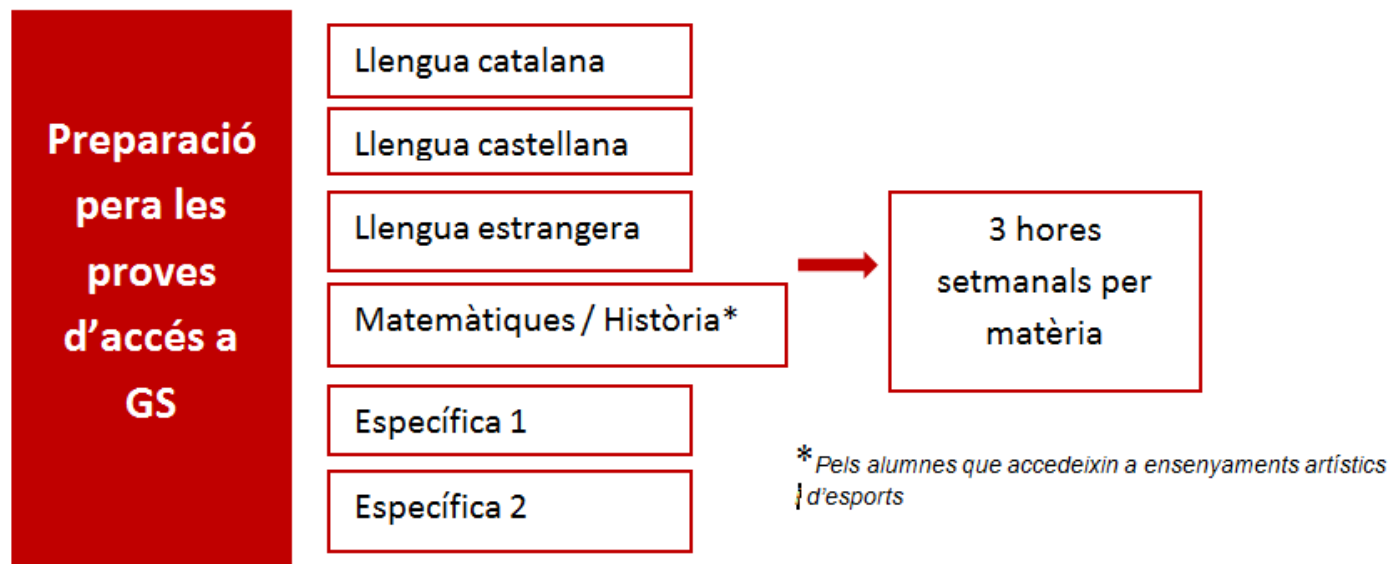 Preparació
pera les
proves
d'accés a
GS
Llengua catalana
Llengua castellana
Llengua estrangera
Matemàtiques / Història*
Específica 1
Específica 2
3 hores
setmanals per
matèria
*Pels alumnes que accedeixin a ensenyaments artístics
i d'esports